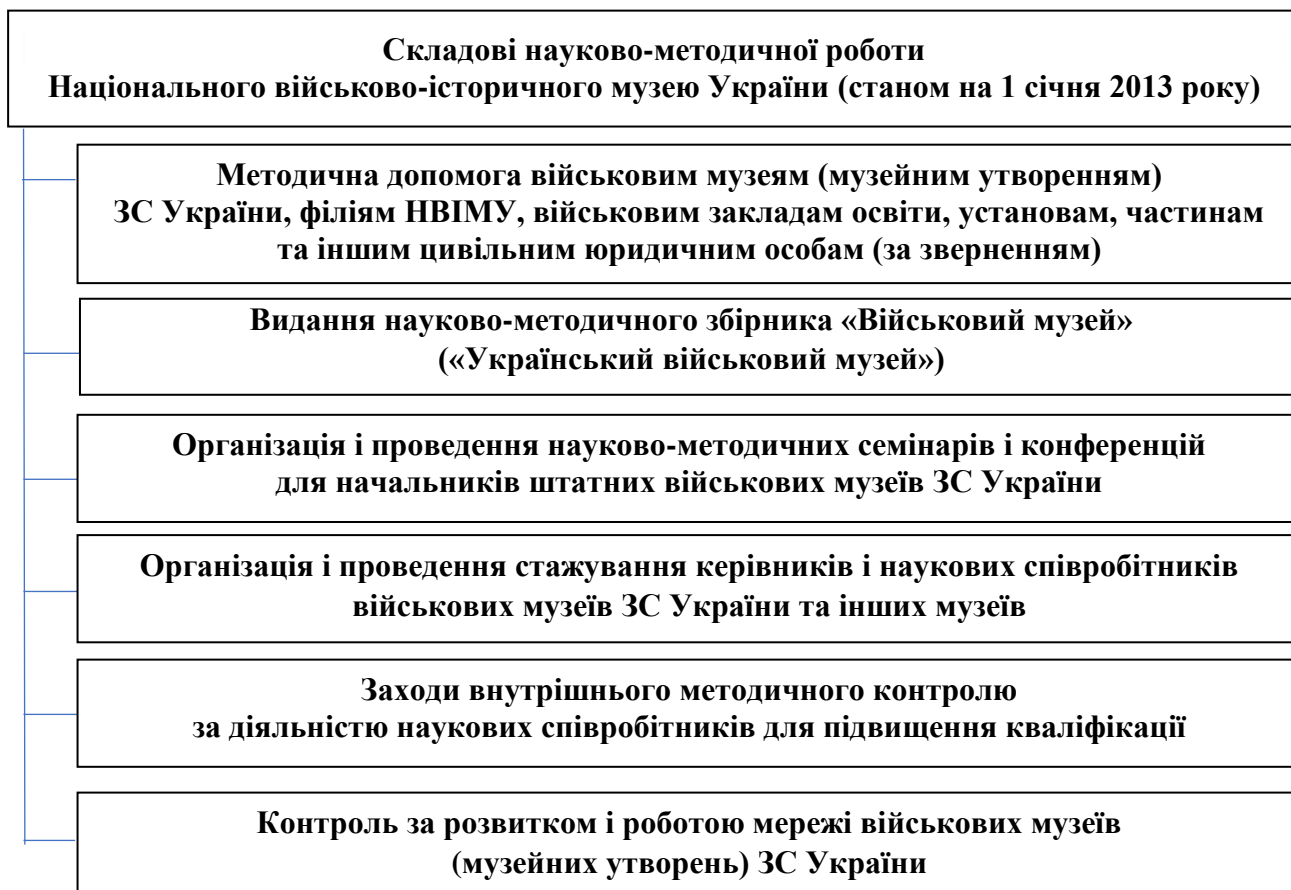 Складові науково-методичної роботи
Національного військово-історичного музею України (станом на 1 січня 2013 року)
Методична допомога військовим музеям (музейним утворенням)
ЗС України, філіям НВІМУ, військовим закладам освіти, установам, частинам
та іншим цивільним юридичним особам (за зверненням)
Видання науково-методичного збірника «Військовий музей»
(«Український військовий музей»)
Організація і проведення науково-методичних семінарів і конференцій
для начальників штатних військових музеїв ЗС України
Організація і проведення стажування керівників і наукових співробітників
військових музеїв ЗС України та інших музеїв
Заходи внутрішнього методичного контролю
за діяльністю наукових співробітників для підвищення кваліфікації
Контроль за розвитком і роботою мережі військових музеїв
(музейних утворень) ЗС України